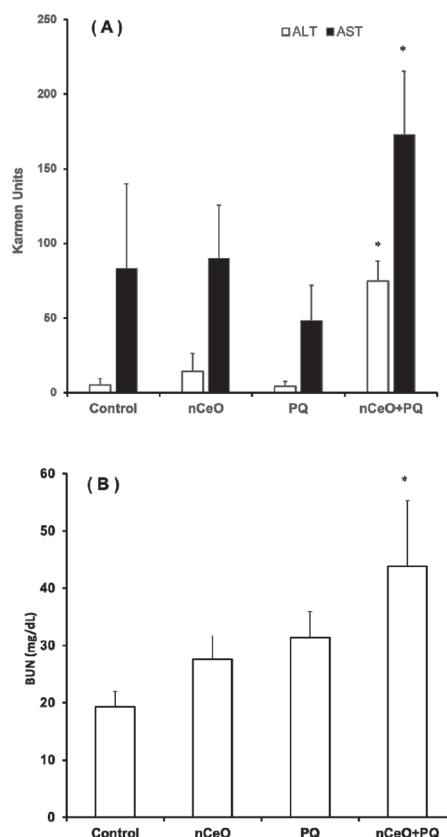 ( A )
ALT AST
*
250
200
150
100
50
0
Karmen Units
*
Control nCeO PQ nCeO+PQ
( B )
*
60
50
40
30
20
10
0
BUN (mg/dL)
Control nCeO PQ nCeO+PQ